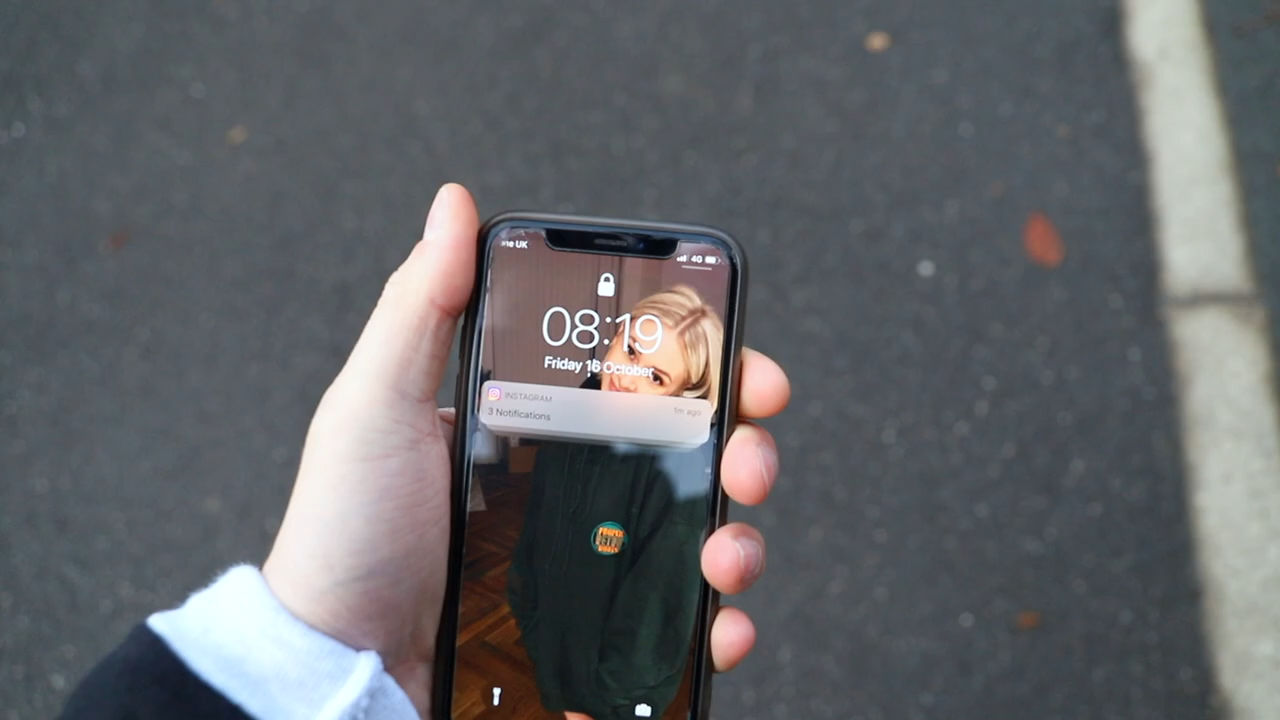 UK
4G
08:19
Friday 16 October
INSTAGRAM
3 Notifications
1m ago